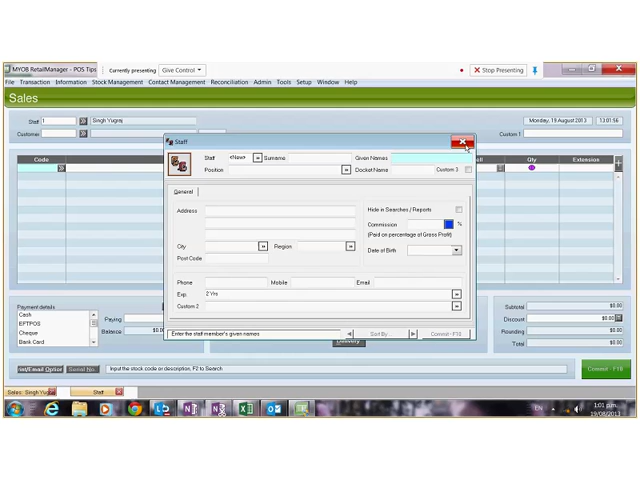 MYOB RetailManager - POS Tips
Currently presenting Give Control Stop Presenting
File Transaction Information Stock Management Contact Management Reconciliation Admin Tools Setup Window Help
Sales
Staff 1 Singh Yugraj Monday, 19 August 2013 13:01:56
Customer Custom 1
Code Qty Extension
Staff
Staff <New> Surname Given Names
Position Docket Name Custom 3
General
Address Hide in Searches / Reports
Commission %
(Paid on percentage of Gross Profit)
City Region Date of Birth
Post Code
Phone Mobile Email
Exp 2 Yrs
Custom 2
Enter the staff member's given names Sort By... Commit - F10
Payment details
Cash
EFTPOS
Cheque
Bank Card
Paying
Balance $0.00
Delivery
Subtotal $0.00
Discount $0.00
Rounding $0.00
Total $0.00
Print/Email Option Serial No. Input the stock code or description, F2 to Search Commit - F10
Sales: Singh Yugraj Staff
EN 1:01 p.m.
19/08/2013